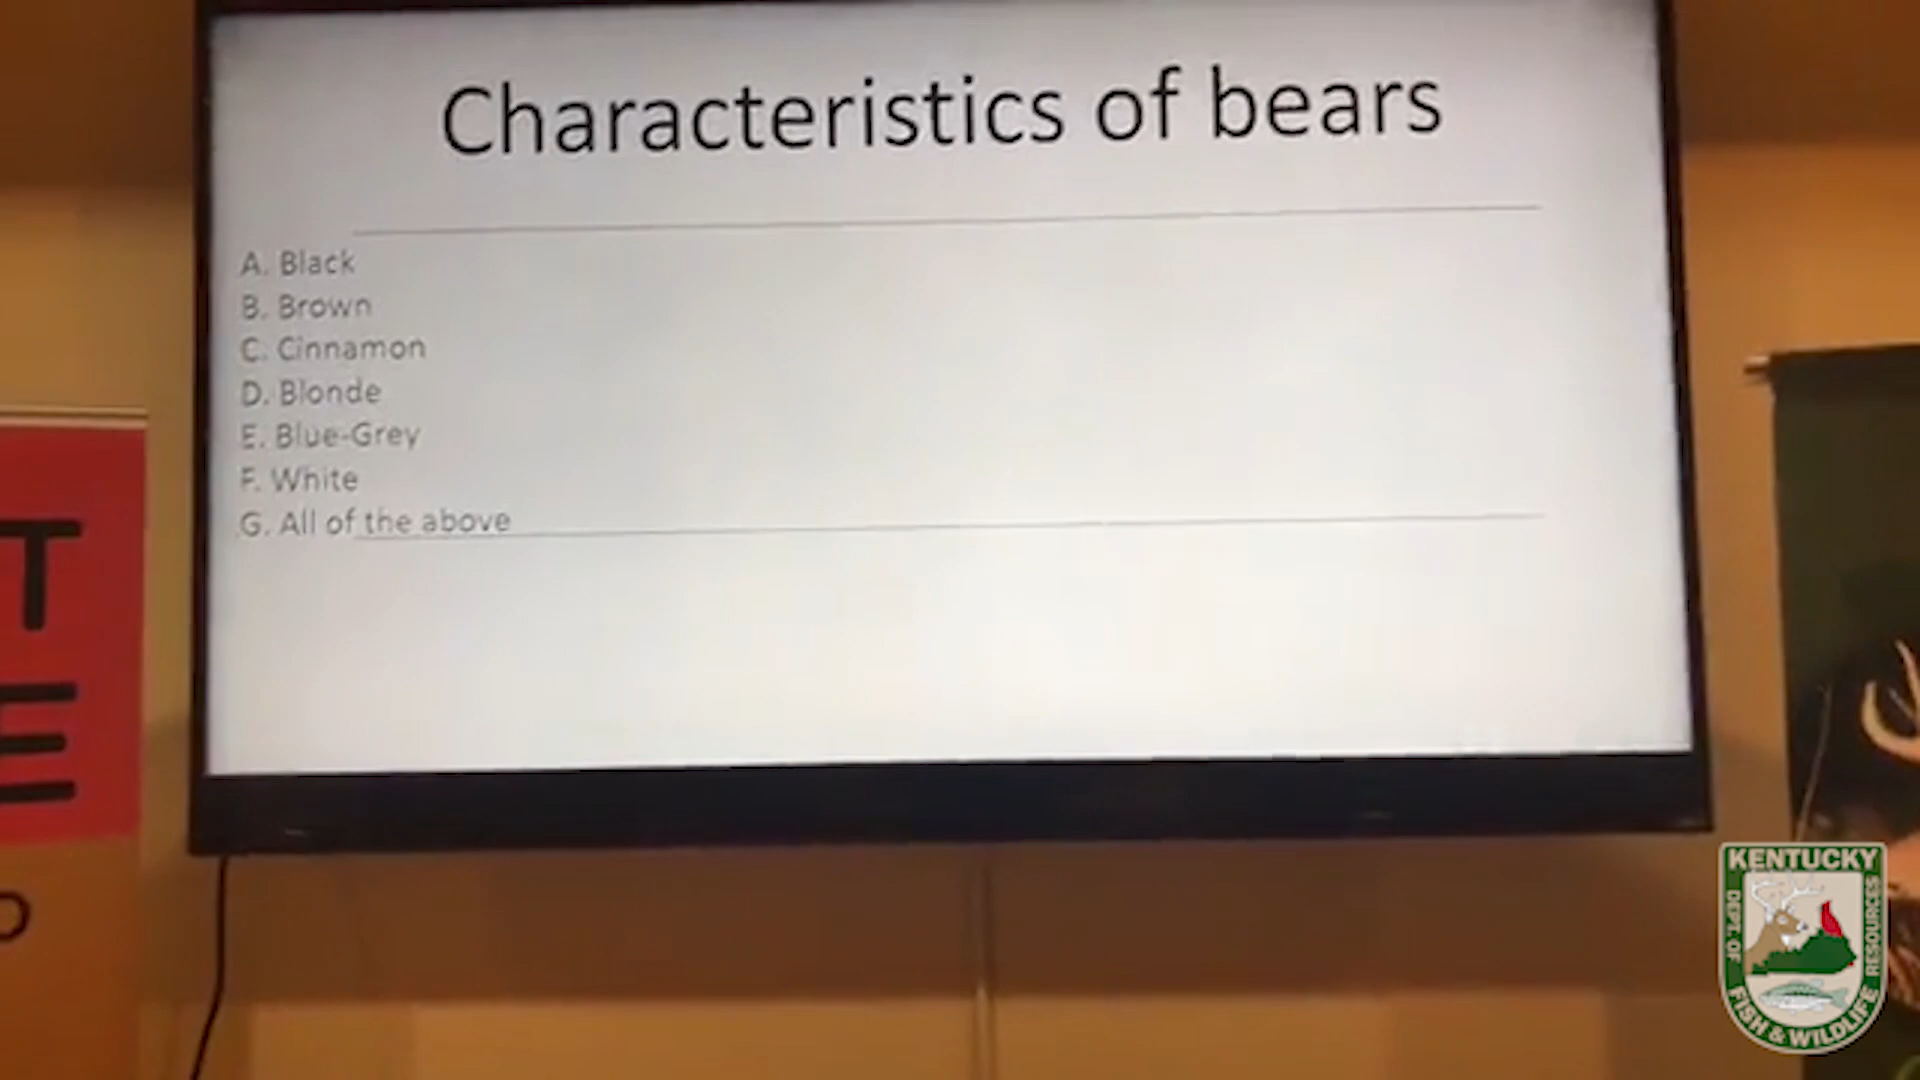 Characteristics of bears
A. Black
B. Brown
C. Cinnamon
D. Blonde
E. Blue-Grey
F. White
G. All of the above
T
E
KENTUCKY
DEPT. OF
FISH & WILDLIFE
RESOURCES